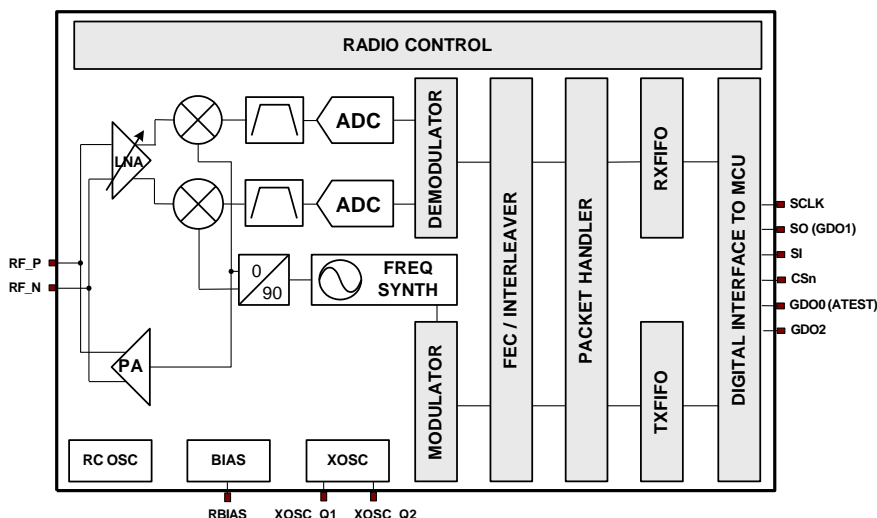 RADIO CONTROL
LNA
ADC
ADC
DEMODULATOR
FEC / INTERLEAVER
PACKET HANDLER
RXFIFO
DIGITAL INTERFACE TO MCU
SCLK
SO (GDO1)
SI
CSn
GDO0 (ATEST)
GDO2
RF_P
RF_N
0
90
FREQ
SYNTH
PA
MODULATOR
TXFIFO
RC OSC
BIAS
XOSC
RBIAS
XOSC_Q1
XOSC_Q2